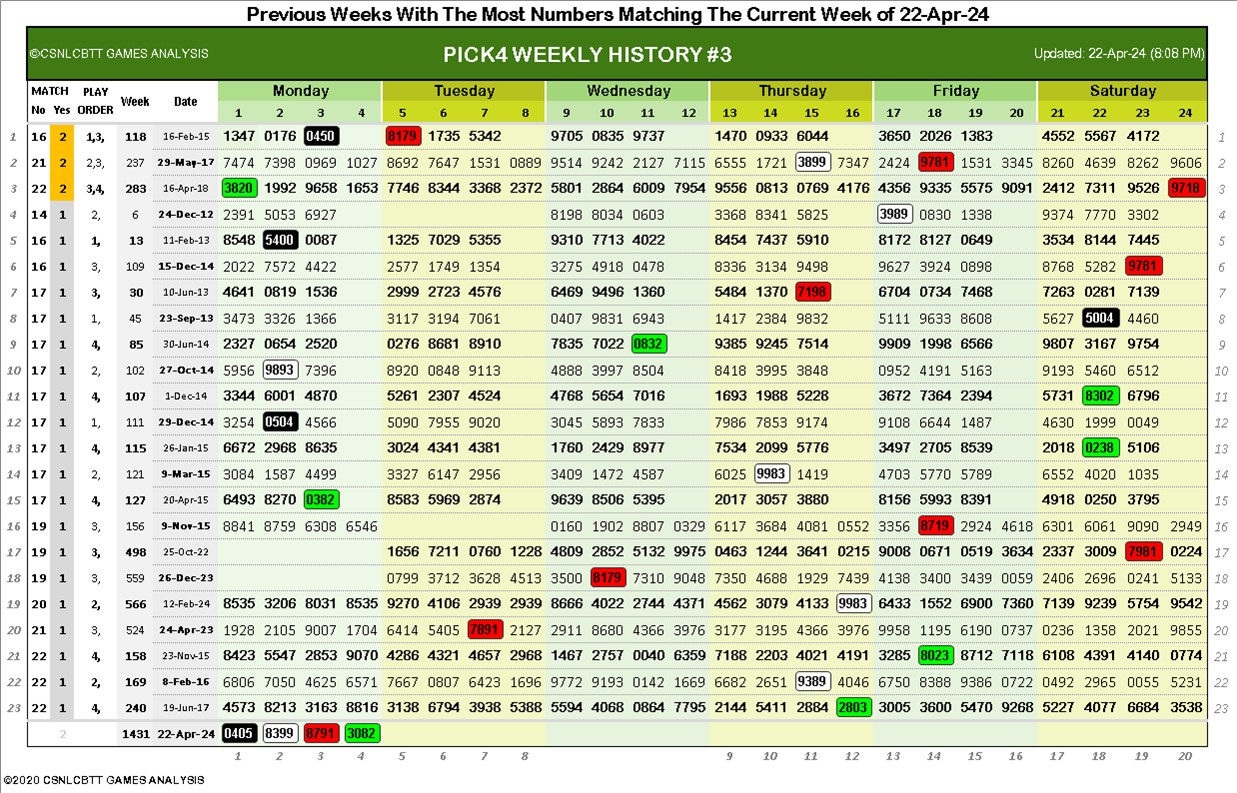 Previous Weeks With The Most Numbers Matching The Current Week of 22-Apr-24
©CSNLCBTT GAMES ANALYSIS PICK4 WEEKLY HISTORY #3 Updated: 22-Apr-24 (8:08 PM)
MATCH PLAY Week Date Monday Tuesday Wednesday Thursday Friday Saturday
No Yes ORDER 1 2 3 4 5 6 7 8 9 10 11 12 13 14 15 16 17 18 19 20 21 22 23 24
1 16 2 1,3, 118 16-Feb-15 1347 0176 0450 8179 1735 5342 9705 0835 9737 1470 0933 6044 3650 2026 1383 4552 5567 4172 1
2 21 2 2,3, 237 29-May-17 7474 7398 0969 1027 8692 7647 1531 0889 9514 9242 2127 7115 6555 1721 3899 7347 2424 9781 1531 3345 8260 4639 8262 9606 2
3 22 2 3,4, 283 16-Apr-18 3820 1992 9658 1653 7746 8344 3368 2372 5801 2864 6009 7954 9556 0813 0769 4176 4356 9335 5575 9091 2412 7311 9526 9718 3
4 14 1 2, 6 24-Dec-12 2391 5053 6927 8198 8034 0603 3368 8341 5825 3989 0830 1338 9374 7770 3302 4
5 16 1 1, 13 11-Feb-13 8548 5400 0087 1325 7029 5355 9310 7713 4022 8454 7437 5910 8172 8127 0649 3534 8144 7445 5
6 16 1 3, 109 15-Dec-14 2022 7572 4422 2577 1749 1354 3275 4918 0478 8336 3134 9498 9627 3924 0898 8768 5282 9781 6
7 17 1 3, 30 10-Jun-13 4641 0819 1536 2999 2723 4576 6469 9496 1360 5484 1370 7198 6704 0734 7468 7263 0281 7139 7
8 17 1 1, 45 23-Sep-13 3473 3326 1366 3117 3194 7061 0407 9831 6943 1417 2384 9832 5111 9633 8608 5627 5004 4460 8
9 17 1 4, 85 30-Jun-14 2327 0654 2520 0276 8681 8910 7835 7022 0832 9385 9245 7514 9909 1998 6566 9807 3167 9754 9
10 17 1 2, 102 27-Oct-14 5956 9893 7396 8920 0848 9113 4888 3997 8504 8418 3995 3848 0952 4191 5163 9193 5460 6512 10
11 17 1 4, 107 1-Dec-14 3344 6001 4870 5261 2307 4524 4768 5654 7016 1693 1988 5228 3672 7364 2394 5731 8302 6796 11
12 17 1 1, 111 29-Dec-14 3254 0504 4566 5090 7955 9020 3045 5893 7833 7986 7853 9174 9108 6644 1487 4630 1999 0049 12
13 17 1 4, 115 26-Jan-15 6672 2968 8635 3024 4341 4381 1760 2429 8977 7534 2099 5776 3497 2705 8539 2018 0238 5106 13
14 17 1 2, 121 9-Mar-15 3084 1587 4499 3327 6147 2956 3409 1472 4587 6025 9983 1419 4703 5770 5789 6552 4020 1035 14
15 17 1 4, 127 20-Apr-15 6493 8270 0382 8583 5969 2874 9639 8506 5395 2017 3057 3880 8156 5993 8391 4918 0250 3795 15
16 19 1 3, 156 9-Nov-15 8841 8759 6308 6546 0160 1902 8807 0329 6117 3684 4081 0552 3356 8719 2924 4618 6301 6061 9090 2949 16
17 19 1 3, 498 25-Oct-22 1656 7211 0760 1228 4809 2852 5132 9975 0463 1244 3641 0215 9008 0671 0519 3634 2337 3009 7981 0224 17
18 19 1 3, 559 26-Dec-23 0799 3712 3628 4513 3500 8179 7310 9048 7350 4688 1929 7439 4138 3400 3439 0059 2406 2696 0241 5133 18
19 20 1 2, 566 12-Feb-24 8535 3206 8031 8535 9270 4106 2939 2939 8666 4022 2744 4371 4562 3079 4133 9983 6433 1552 6900 7360 7139 9239 5754 9542 19
20 21 1 3, 524 24-Apr-23 1928 2105 9007 1704 6414 5405 7891 2127 2911 8680 4366 3976 3177 3195 4366 3976 9958 1195 6190 0737 0236 1358 2021 9855 20
21 22 1 4, 158 23-Nov-15 8423 5547 2853 9070 4286 4321 4657 2968 1467 2757 0040 6359 7188 2203 4021 4191 3285 8023 8712 7118 6108 4391 4140 0774 21
22 22 1 2, 169 8-Feb-16 6806 7050 4625 6571 7667 0807 6423 1696 9772 9193 0142 1669 6682 2651 9389 4046 6750 8388 9386 0722 0492 2965 0055 5231 22
23 22 1 4, 240 19-Jun-17 4573 8213 3163 8816 3138 6794 3938 5388 5594 4068 0864 7795 2144 5411 2884 2803 3005 3600 5470 9268 5227 4077 6684 3538 23
2 1431 22-Apr-24 0405 8399 8791 3082
1 2 3 4 5 6 7 8 9 10 11 12 13 14 15 16 17 18 19 20
©2020 CSNLCBTT GAMES ANALYSIS